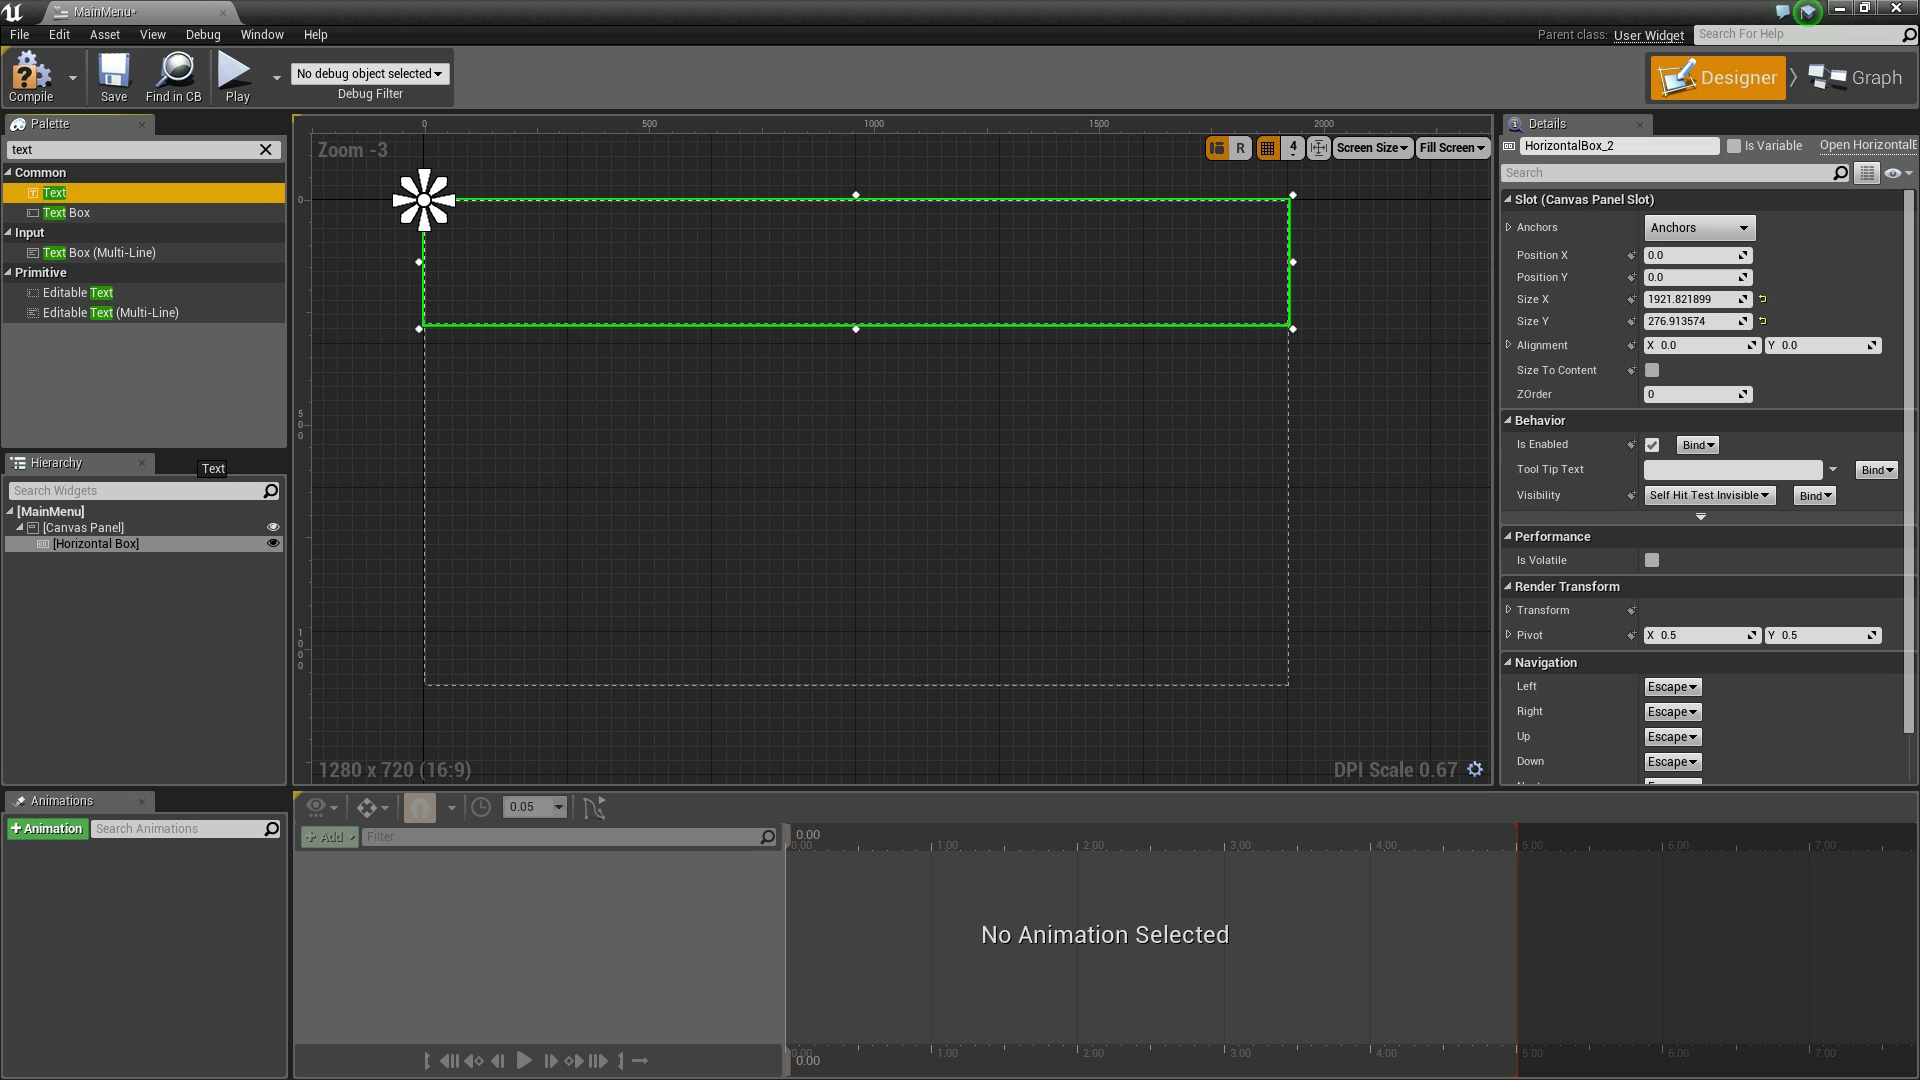 MainMenu*
File Edit Asset View Debug Window Help
Parent class: User Widget Search For Help
Compile Save Find in CB Play
No debug object selected
Debug Filter
Designer Graph
Palette
text
Common
Text
Text Box
Input
Text Box (Multi-Line)
Primitive
Editable Text
Editable Text (Multi-Line)
Hierarchy
Text
Search Widgets
[MainMenu]
[Canvas Panel]
[Horizontal Box]
0 500 1000 1500 2000
Zoom -3
R 4 Screen Size Fill Screen
0
500
1280 x 720 (16:9)
DPI Scale 0.67
Details
HorizontalBox_2 Is Variable Open Horizontal
Search
Slot (Canvas Panel Slot)
Anchors Anchors
Position X 0.0
Position Y 0.0
Size X 1921.821899
Size Y 276.913574
Alignment X 0.0 Y 0.0
Size To Content
ZOrder 0
Behavior
Is Enabled Bind
Tool Tip Text Bind
Visibility Self Hit Test Invisible Bind
Performance
Is Volatile
Render Transform
Transform
Pivot X 0.5 Y 0.5
Navigation
Left Escape
Right Escape
Up Escape
Down Escape
Animations
+Animation Search Animations
0.05
+ Add Filter
0.00
0.00 1.00 2.00 3.00 4.00 5.00 6.00 7.00
No Animation Selected
0.00 1.00 2.00 3.00 4.00 5.00 6.00 7.00
0.00